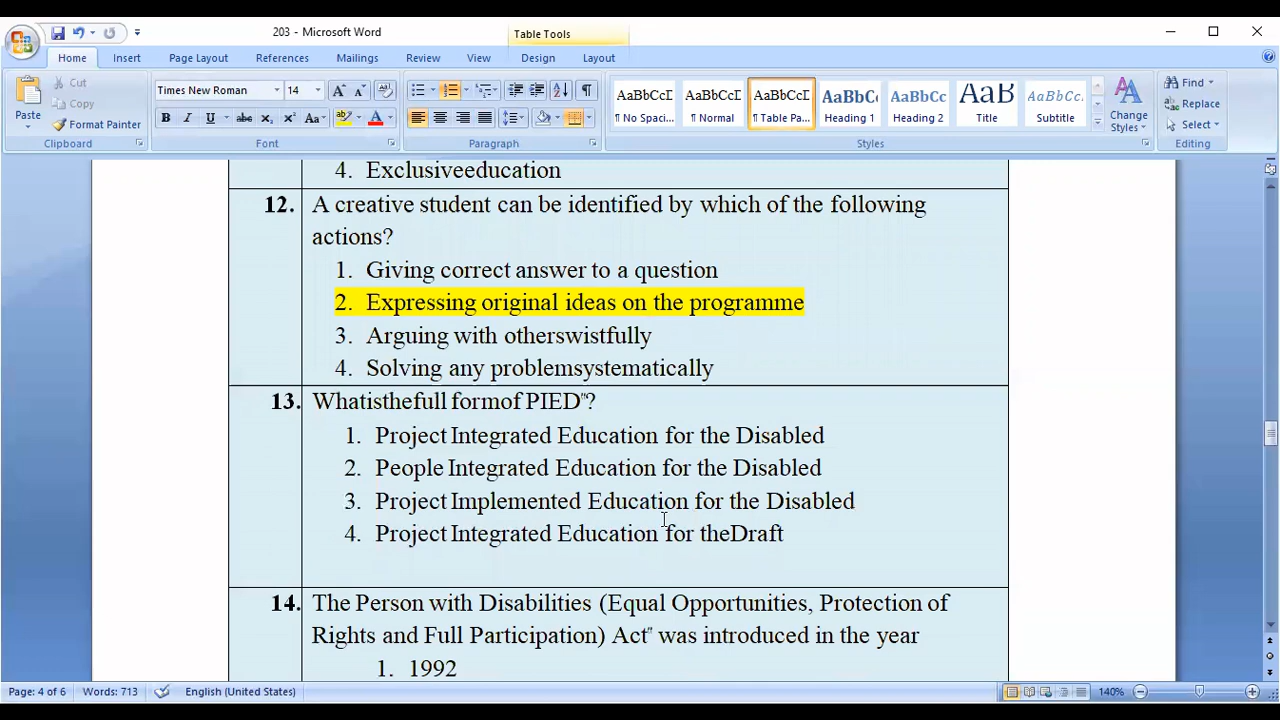 203 - Microsoft Word
Table Tools
Home Insert Page Layout References Mailings Review View Design Layout
Paste
Cut
Copy
Format Painter
Clipboard
Times New Roman 14
B I U abc x₂ x² Aa
Font
Paragraph
AaBbCcI AaBbCcI AaBbCcI AaBbCc AaBbCc AaB AaBbCc.
¶ No Spaci... ¶ Normal ¶ Table Pa... Heading 1 Heading 2 Title Subtitle
Change Styles
Styles
Find
Replace
Select
Editing
4. Exclusiveeducation
12. A creative student can be identified by which of the following
actions?
1. Giving correct answer to a question
2. Expressing original ideas on the programme
3. Arguing with otherswistfully
4. Solving any problemsystematically
13. Whatisthefull formof PIED"?
1. Project Integrated Education for the Disabled
2. People Integrated Education for the Disabled
3. Project Implemented Education for the Disabled
4. Project Integrated Education for theDraft
14. The Person with Disabilities (Equal Opportunities, Protection of
Rights and Full Participation) Act" was introduced in the year
1. 1992
Page: 4 of 6 Words: 713 English (United States) 140%